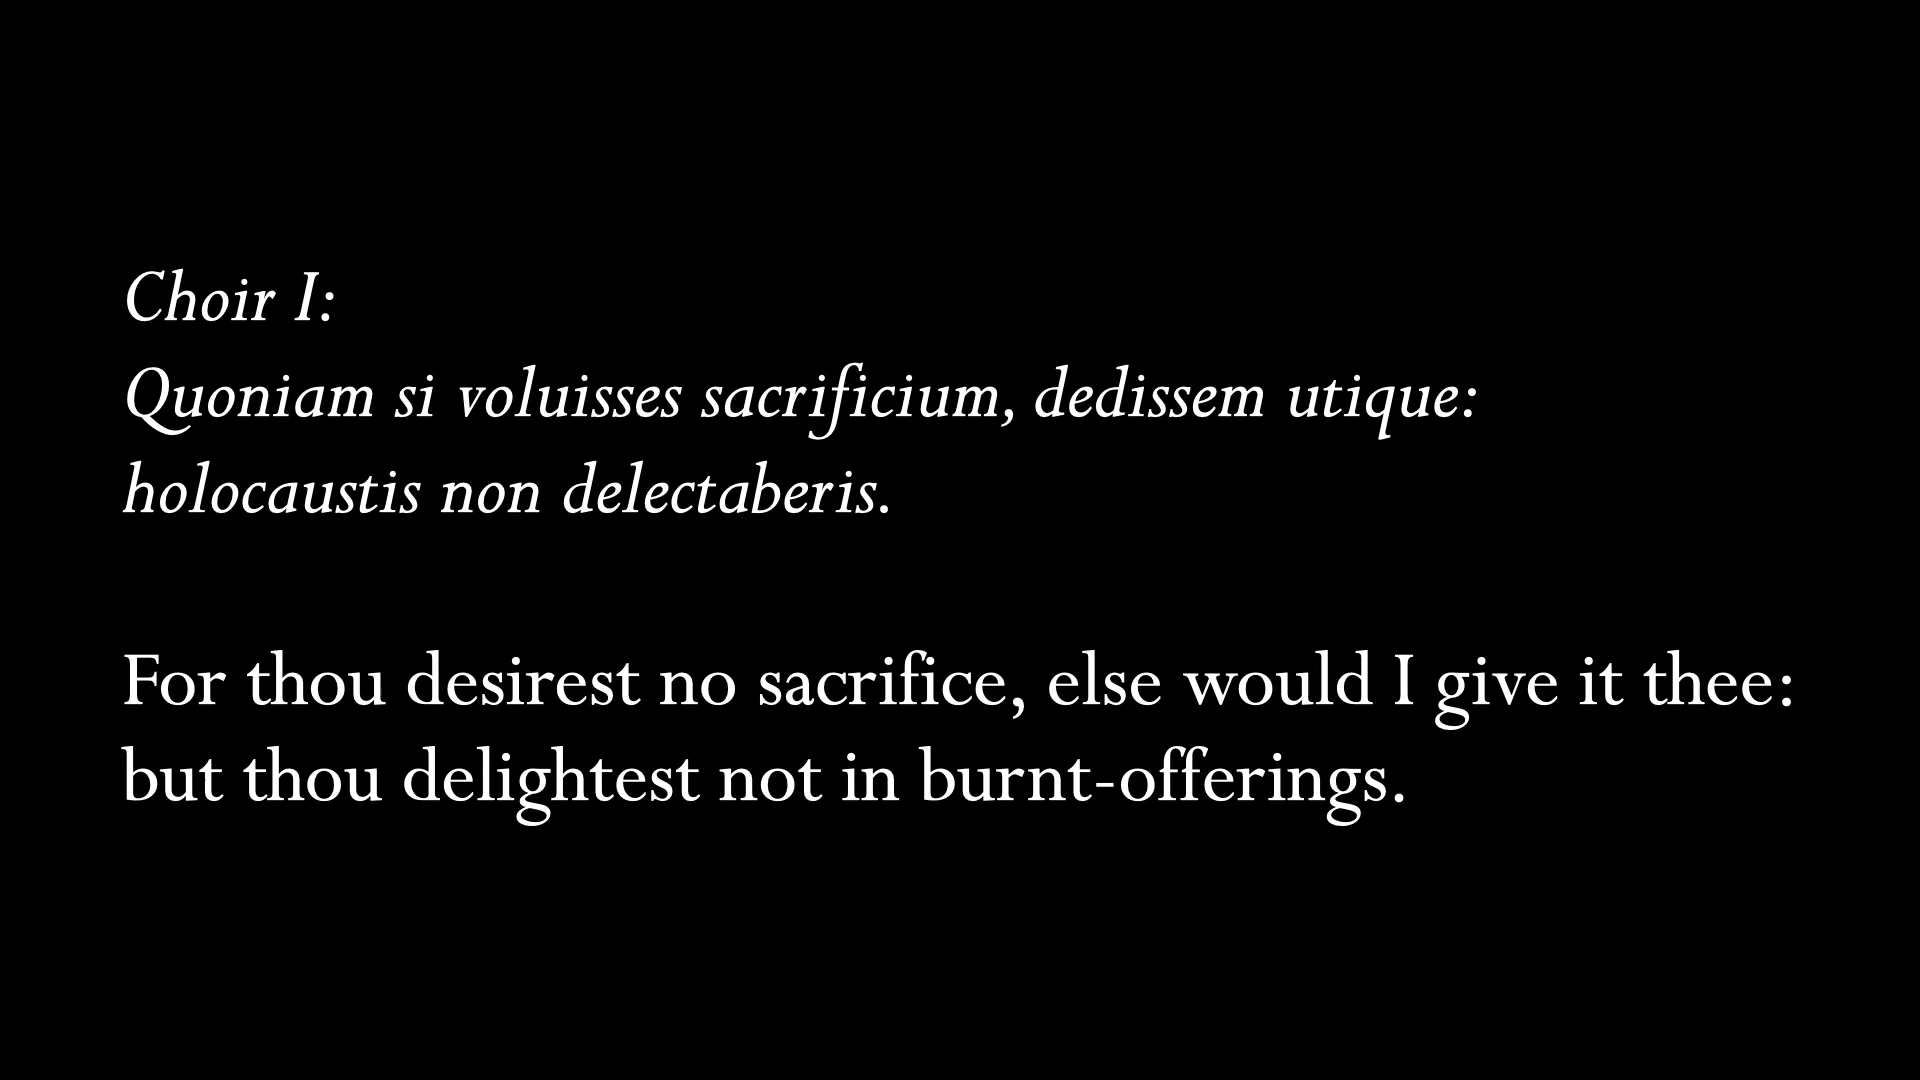 Choir I:
Quoniam si voluisses sacrificium, dedissem utique:
holocaustis non delectaberis.
For thou desirest no sacrifice, else would I give it thee:
but thou delightest not in burnt-offerings.